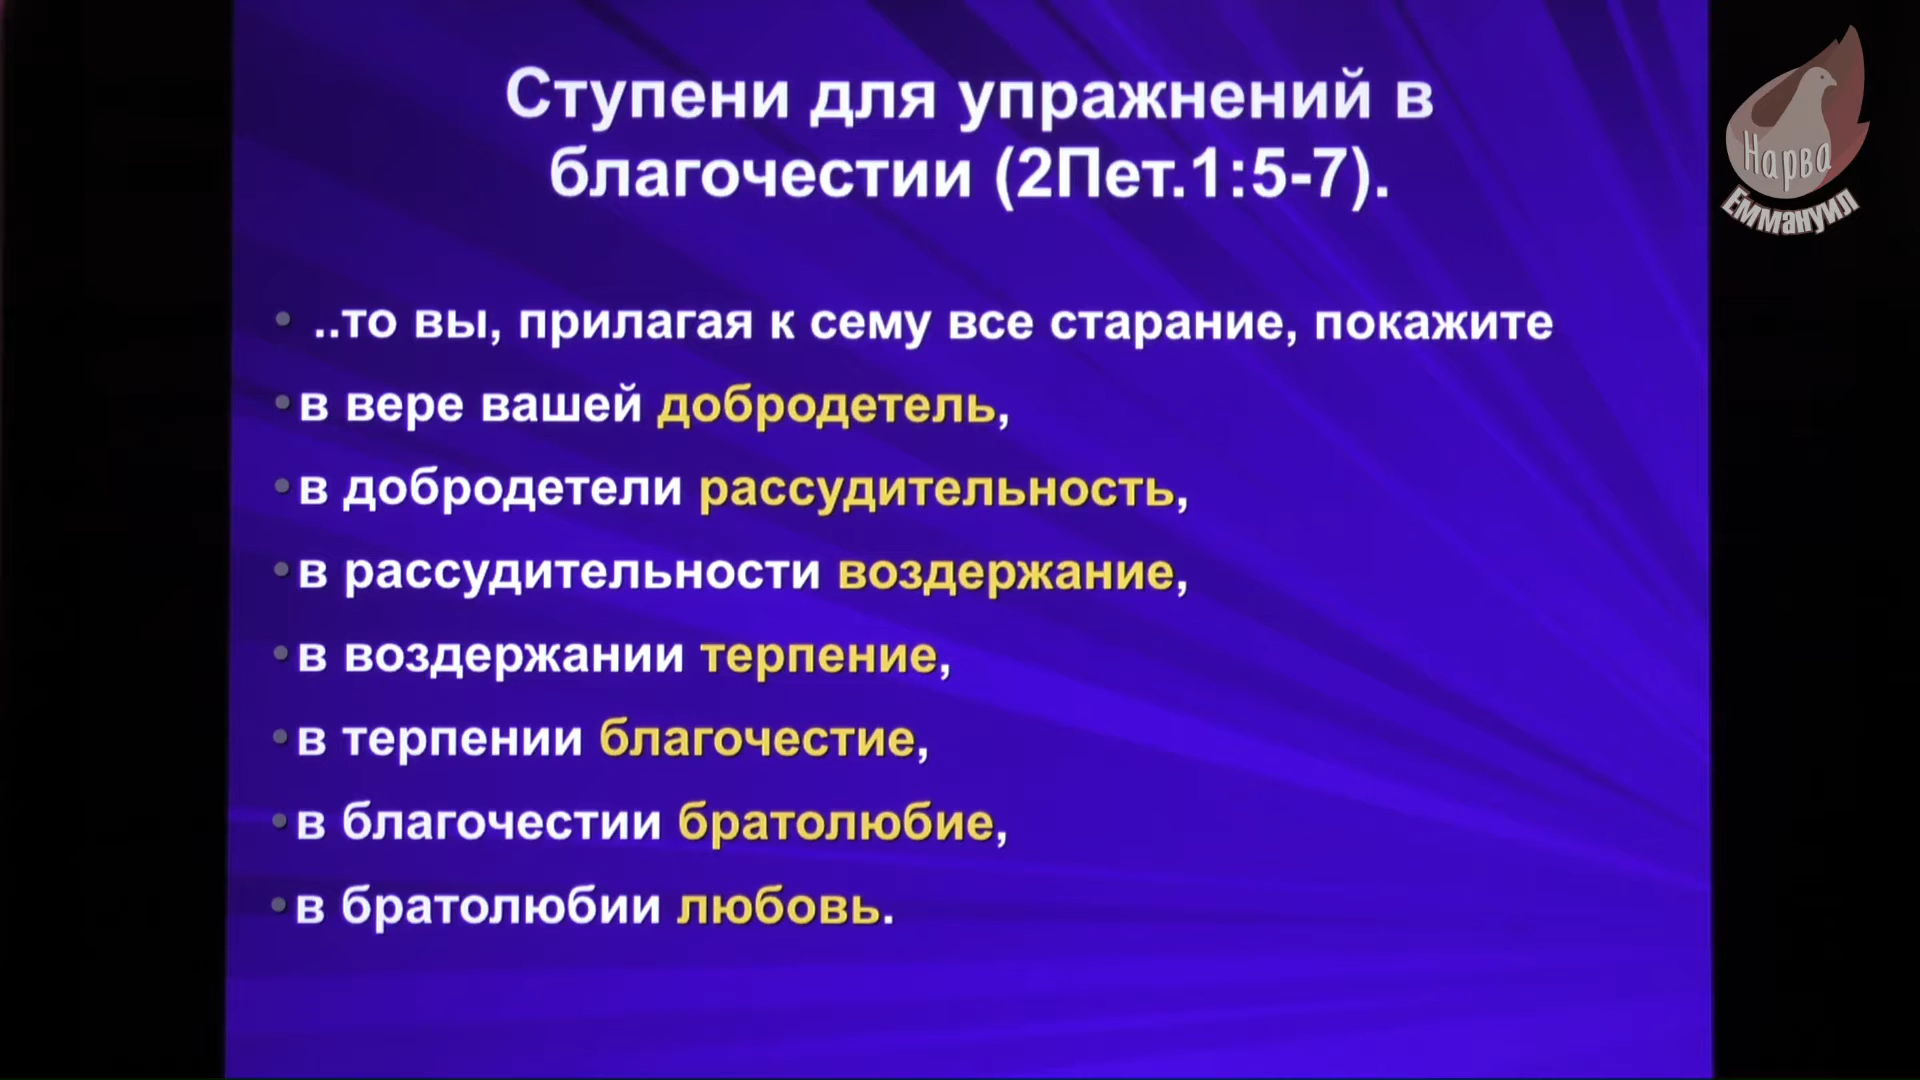 Ступени для упражнений в
благочестии (2Пет.1:5-7).
• ..то вы, прилагая к сему все старание, покажите
• в вере вашей добродетель,
• в добродетели рассудительность,
• в рассудительности воздержание,
• в воздержании терпение,
• в терпении благочестие,
• в благочестии братолюбие,
• в братолюбии любовь.
Нарва
Еммануил